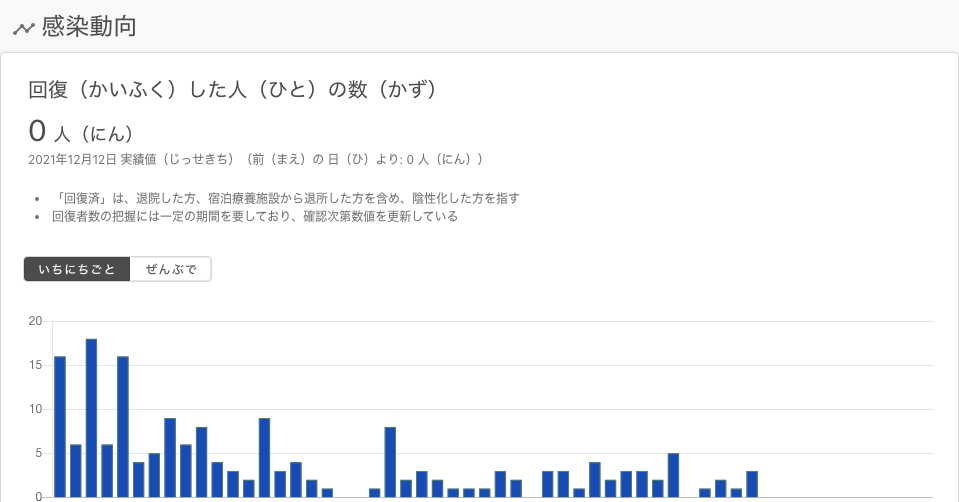 感染動向
回復（かいふく）した人（ひと）の数（かず）
0 人（にん）
2021年12月12日 実績値（じっせきち）（前（まえ）の 日（ひ）より: 0 人（にん））
「回復済」は、退院した方、宿泊療養施設から退所した方を含め、陰性化した方を指す
回復者数の把握には一定の期間を要しており、確認次第数値を更新している
いちにちごと ぜんぶで
20
15
10
5
0